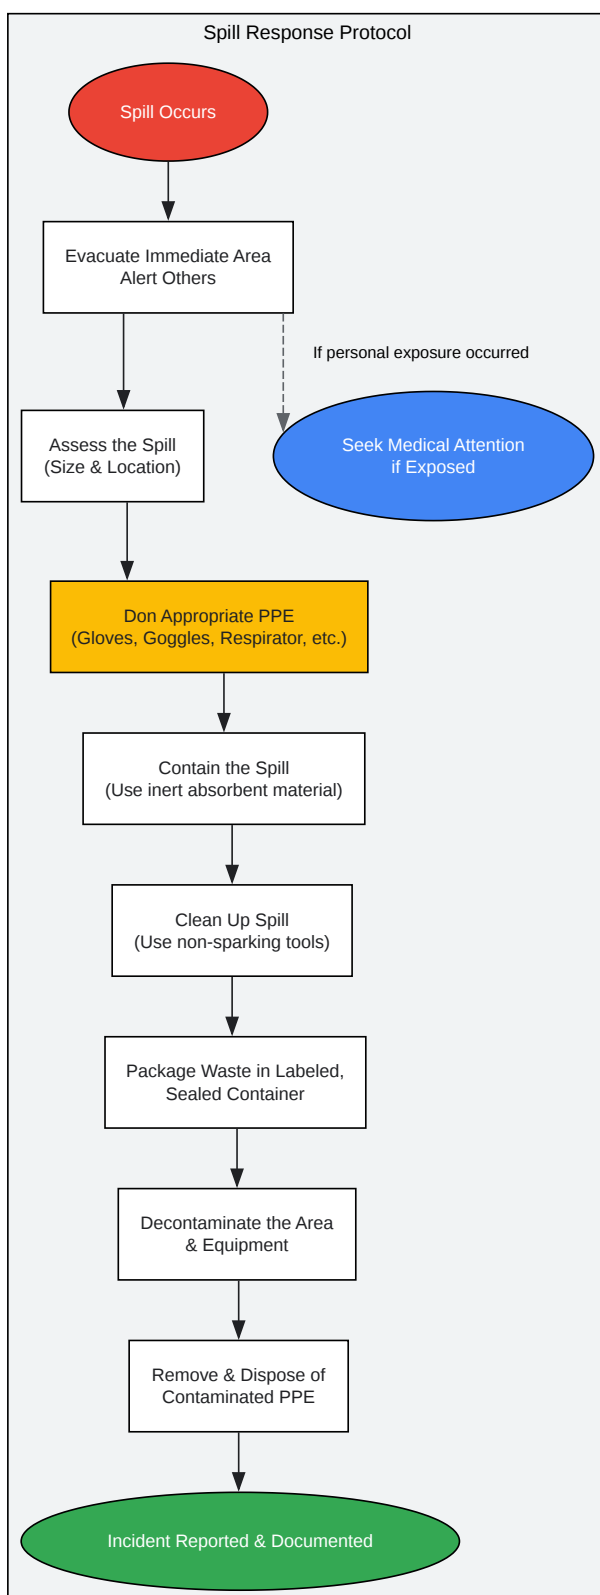 Spill Response Protocol
Spill Occurs
Evacuate Immediate Area
Alert Others
If personal exposure occurred
Assess the Spill
(Size & Location)
Seek Medical Attention
if Exposed
Don Appropriate PPE
(Gloves, Goggles, Respirator, etc.)
Contain the Spill
(Use inert absorbent material)
Clean Up Spill
(Use non-sparking tools)
Package Waste in Labeled,
Sealed Container
Decontaminate the Area
& Equipment
Remove & Dispose of
Contaminated PPE
Incident Reported & Documented